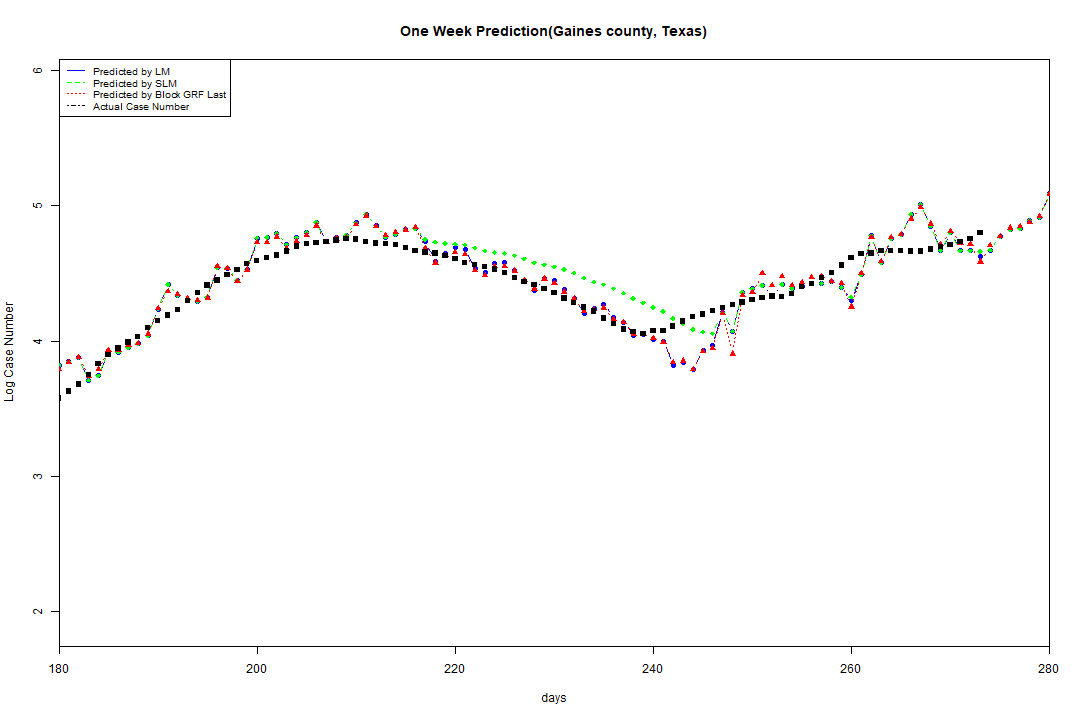 One Week Prediction(Gaines county, Texas)
Predicted by LM
Predicted by SLM
Predicted by Block GRF Last
Actual Case Number
6
5
4
3
2
Log Case Number
180 200 220 240 260 280
days